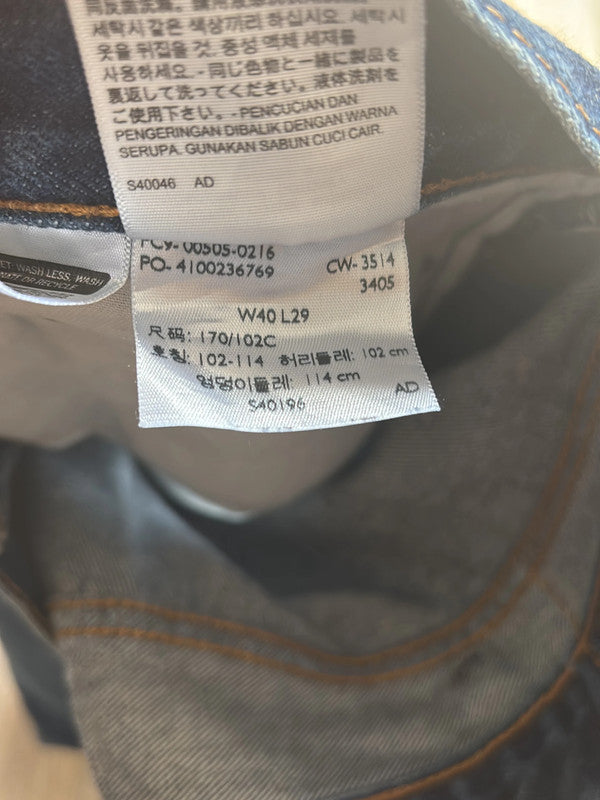 세탁시 같은 색상끼리 하십시오. 세탁 시
옷을 뒤집을 것. 중성 액체 세제를
사용하세요. - 同じ色物と一緒に製品を
裏返して洗ってください。液体洗剤を
ご使用下さい。- PENCUCIAN DAN
PENGERINGAN DIBALIK DENGAN WARNA
SERUPA. GUNAKAN SABUN CUCI CAIR.
S40046 AD
WASH LESS, WASH
OR RECYCLE
PC9- 00505-0216
PO- 4100236769 CW- 3514
3405
W40 L29
尺码: 170/102C
호칭: 102-114 허리둘레: 102 cm
엉덩이둘레: 114 cm
S40196 AD